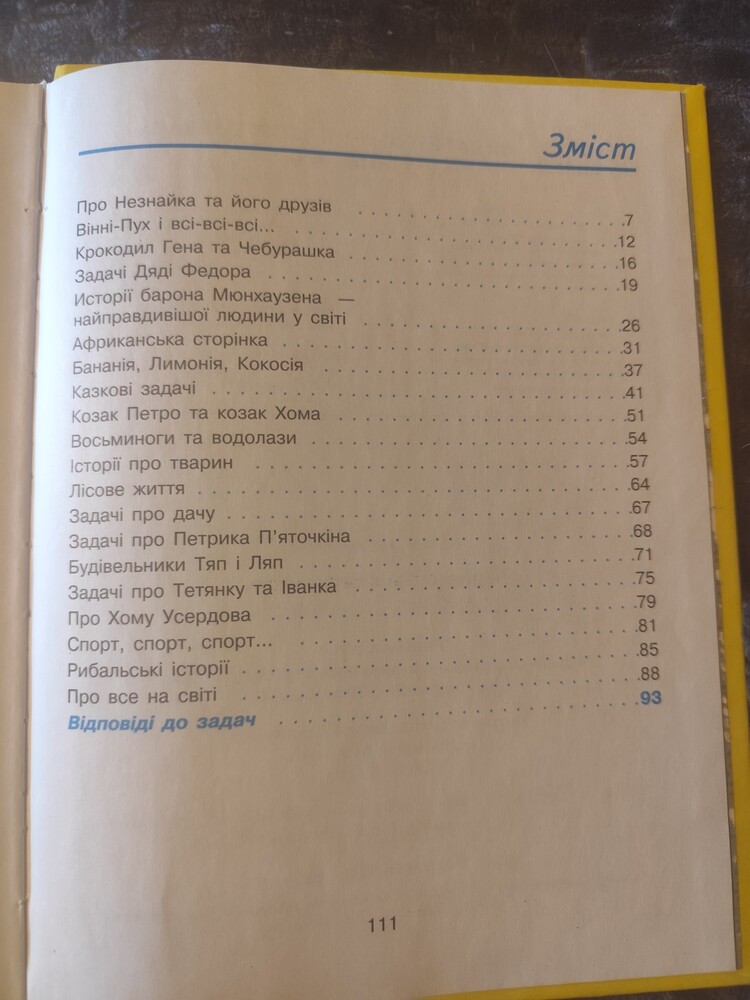 Зміст
Про Незнайка та його друзів . . . . . . . . . . . . . . . . . . . .7
Вінні-Пух і всі-всі-всі... . . . . . . . . . . . . . . . . . . . .12
Крокодил Гена та Чебурашка . . . . . . . . . . . . . . . . . . . .16
Задачі Дяді Федора . . . . . . . . . . . . . . . . . . . .19
Исторії барона Мюнхаузена —
найправдивішої людини у світі . . . . . . . . . . . . . . . . . . . .26
Африканська сторінка . . . . . . . . . . . . . . . . . . . .31
Бананія, Лимонія, Кокосія . . . . . . . . . . . . . . . . . . . .37
Казкові задачі . . . . . . . . . . . . . . . . . . . .41
Козак Петро та козак Хома . . . . . . . . . . . . . . . . . . . .51
Восьминоги та водолази . . . . . . . . . . . . . . . . . . . .54
Історії про тварин . . . . . . . . . . . . . . . . . . . .57
Лісове життя . . . . . . . . . . . . . . . . . . . .64
Задачі про дачу . . . . . . . . . . . . . . . . . . . .67
Задачі про Петрика П'яточкіна . . . . . . . . . . . . . . . . . . . .68
Будівельники Тяп і Ляп . . . . . . . . . . . . . . . . . . . .71
Задачі про Тетянку та Іванка . . . . . . . . . . . . . . . . . . . .75
Про Хому Усердова . . . . . . . . . . . . . . . . . . . .79
Спорт, спорт, спорт... . . . . . . . . . . . . . . . . . . . .81
Рибальські історії . . . . . . . . . . . . . . . . . . . .85
Про все на світі . . . . . . . . . . . . . . . . . . . .88
Відповіді до задач . . . . . . . . . . . . . . . . . . . .93
111